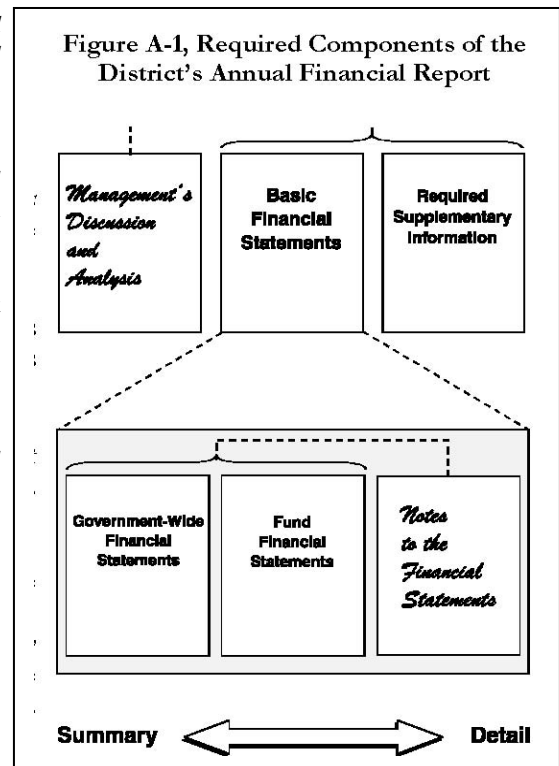 Figure A-1, Required Components of the
District's Annual Financial Report
Management's
Discussion
and
Analysis
Basic
Financial
Statements
Required
Supplementary
Information
Government-Wide
Financial
Statements
Fund
Financial
Statements
Notes
to the
Financial
Statements
Summary
Detail